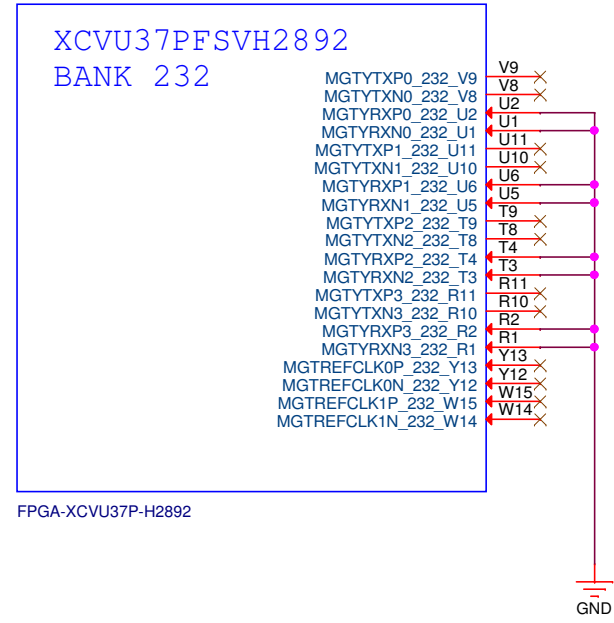 XCVU37PFSVH2892
BANK 232
MGTYTXP0_232_V9 V9
MGTYTXN0_232_V8 V8
MGTYRXP0_232_U2 U2
MGTYRXN0_232_U1 U1
MGTYTXP1_232_U11 U11
MGTYTXN1_232_U10 U10
MGTYRXP1_232_U6 U6
MGTYRXN1_232_U5 U5
MGTYTXP2_232_T9 T9
MGTYTXN2_232_T8 T8
MGTYRXP2_232_T4 T4
MGTYRXN2_232_T3 T3
MGTYTXP3_232_R11 R11
MGTYTXN3_232_R10 R10
MGTYRXP3_232_R2 R2
MGTYRXN3_232_R1 R1
MGTREFCLK0P_232_Y13 Y13
MGTREFCLK0N_232_Y12 Y12
MGTREFCLK1P_232_W15 W15
MGTREFCLK1N_232_W14 W14
FPGA-XCVU37P-H2892
GND